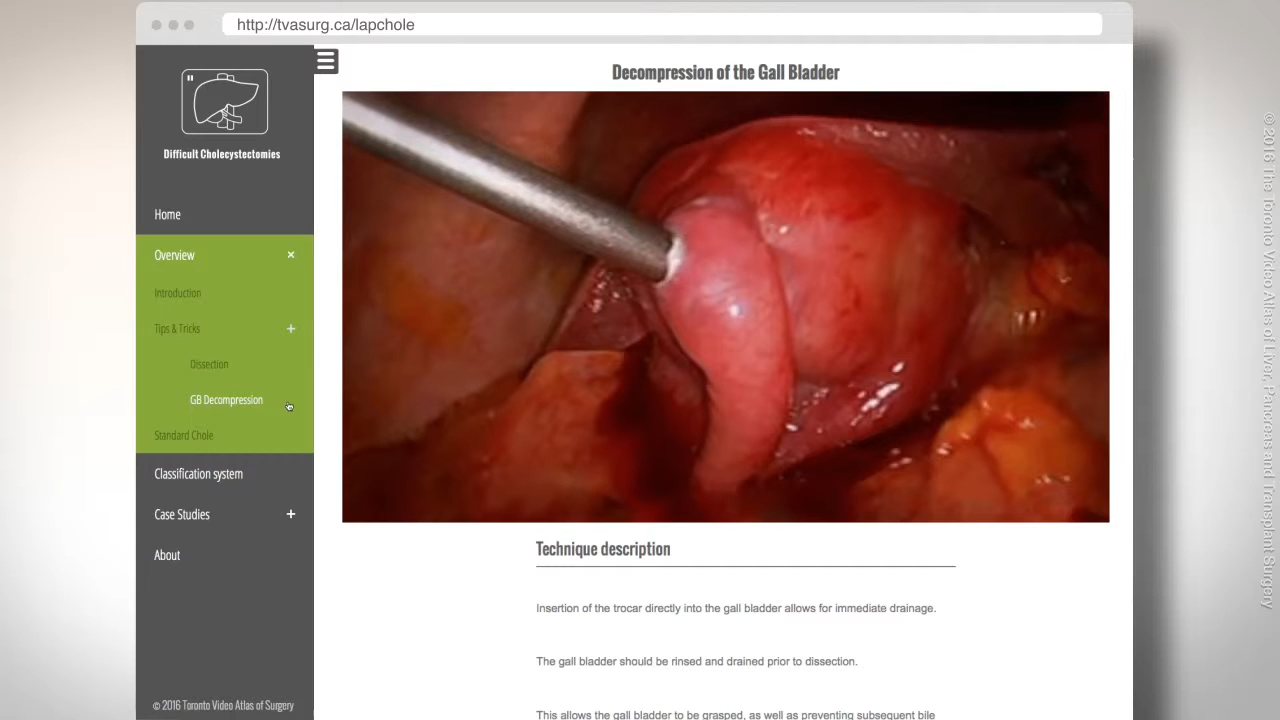 http://tvasurg.ca/lapchole
Difficult Cholecystectomies
Home
Overview
Introduction
Tips & Tricks
Dissection
GB Decompression
Standard Chole
Classification system
Case Studies
About
© 2016 Toronto Video Atlas of Surgery
Decompression of the Gall Bladder
Technique description
Insertion of the trocar directly into the gall bladder allows for immediate drainage.
The gall bladder should be rinsed and drained prior to dissection.
This allows the gall bladder to be grasped, as well as preventing subsequent bile
©2016 The Toronto Video Atlas of Liver, Pancreas and Transplant Surgery